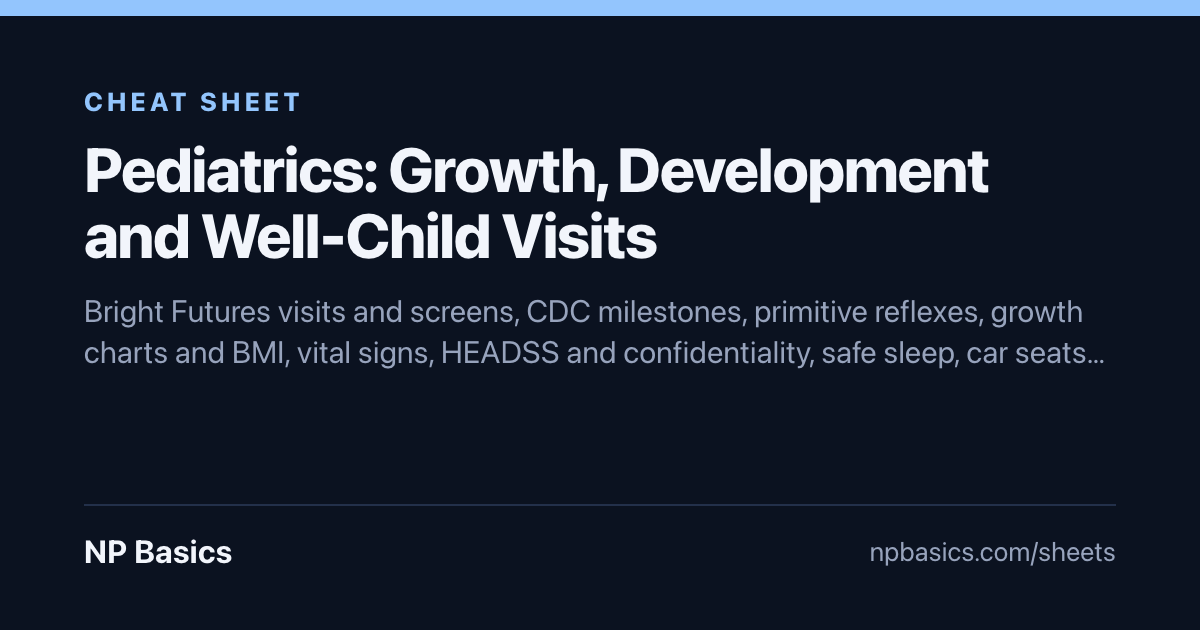 CHEAT SHEET
Pediatrics: Growth, Development
and Well-Child Visits
Bright Futures visits and screens, CDC milestones, primitive reflexes, growth
charts and BMI, vital signs, HEADSS and confidentiality, safe sleep, car seats…
NP Basics
npbasics.com/sheets